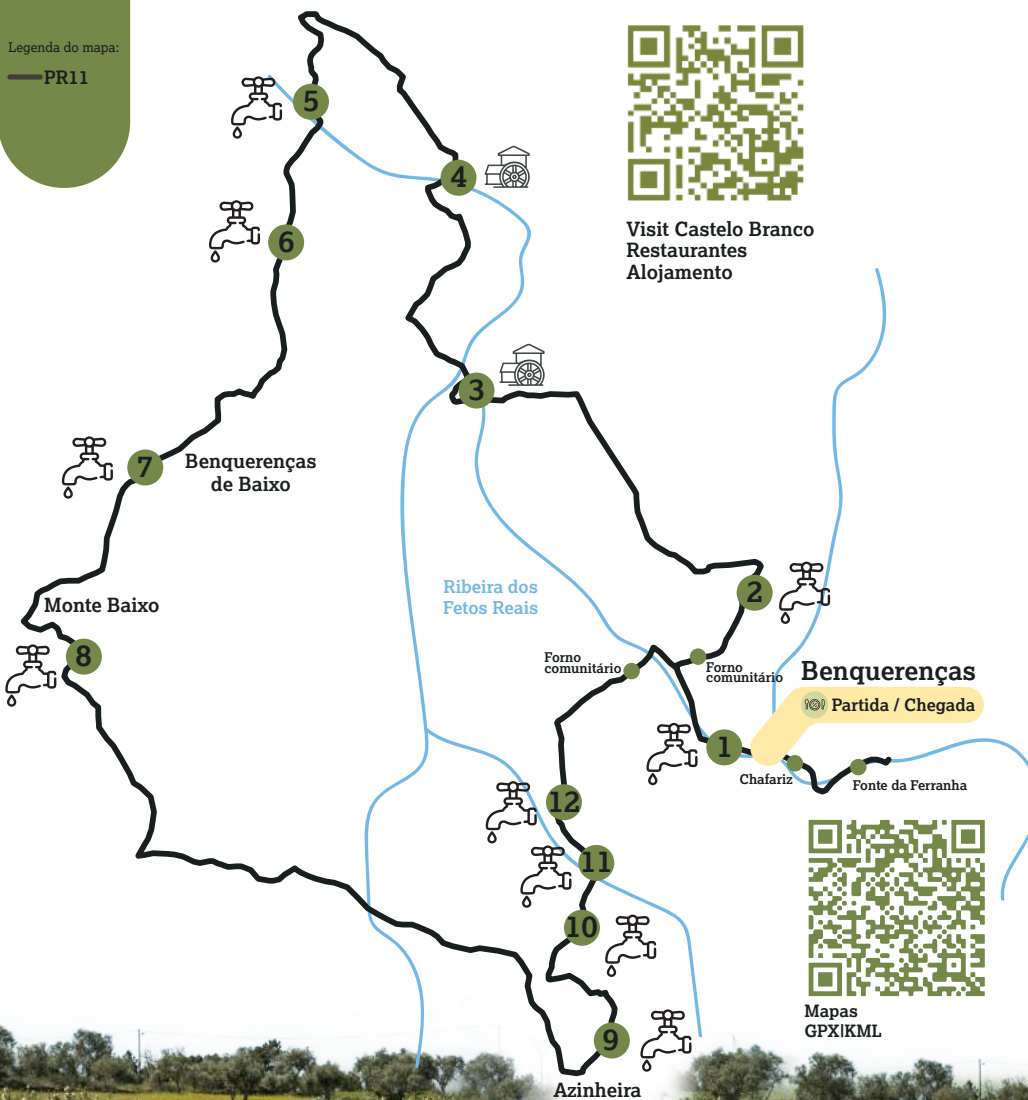 Legenda do mapa:
PR11
Visit Castelo Branco
Restaurantes
Alojamento
5
4
6
3
7
Benquerenças
de Baixo
2
Ribeira dos
Fetos Reais
Monte Baixo
8
Forno
comunitário
Forno
comunitário
Benquerenças
Partida / Chegada
1
Chafariz
Fonte da Ferranha
12
11
10
9
Azinheira
Mapas
GPX|KML